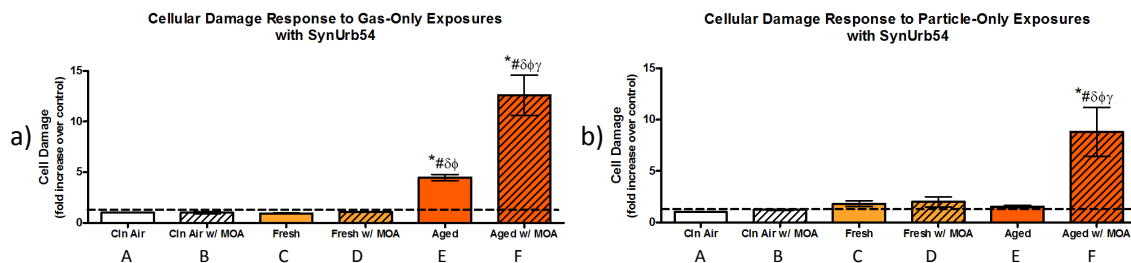 Cellular Damage Response to Gas-Only Exposures
with SynUrb54
a)
Cell Damage
(fold increase over control)
15
10
5
0
*#δϕ
*#δϕγ
Cln Air
Cln Air w/ MOA
Fresh
Fresh w/ MOA
Aged
Aged w/ MOA
A
B
C
D
E
F
Cellular Damage Response to Particle-Only Exposures
with SynUrb54
b)
Cell Damage
(fold increase over control)
15
10
5
0
*#δϕγ
Cln Air
Cln Air w/ MOA
Fresh
Fresh w/ MOA
Aged
Aged w/ MOA
A
B
C
D
E
F